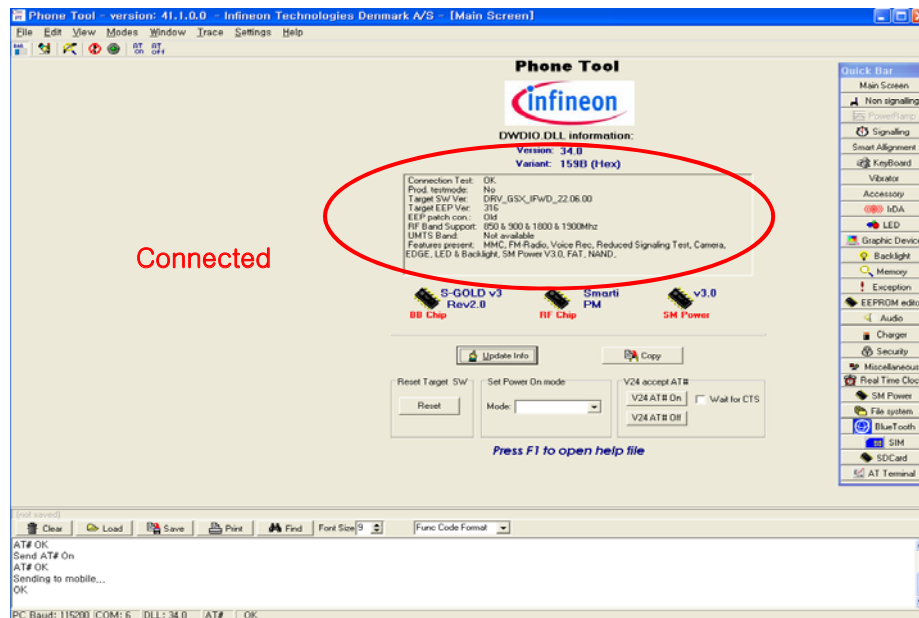 Phone Tool - version: 41.1.0.0 - Infineon Technologies Denmark A/S - [Main Screen]
File Edit View Modes Window Trace Settings Help
AT on AT off
Phone Tool
infineon
DWDIO.DLL information:
Version: 34.0
Variant: 159B (Hex)
Connection Test: OK
Prod. testmode: No
Target SW Ver: DRV_GSX_IFWD_22.06.00
Target EEP Ver: 316
EEP patch con.: Old
RF Band Support: 850 & 900 & 1800 & 1900Mhz
UMTS Band: Not available
Features present: MMC, FM-Radio, Voice Rec, Reduced Signaling Test, Camera,
EDGE, LED & Backlight, SM Power V3.0, FAT, NAND,
Connected
S-GOLD v3
Rev2.0
BB Chip
Smarti
PM
RF Chip
v3.0
SM Power
Update Info
Copy
Reset Target SW
Reset
Set Power On mode
Mode:
V24 accept AT#
V24 AT# On
Wait for CTS
V24 AT# Off
Press F1 to open help file
Quick Bar
Main Screen
Non signalling
PowerRamp
Signaling
Smart Allignment
KeyBoard
Vibrator
Accessory
IrDA
LED
Graphic Device
Backlight
Memory
Exception
EEPROM edito
Audio
Charger
Security
Miscellaneous
Real Time Cloc
SM Power
File system
BlueTooth
SIM
SDCard
AT Terminal
(not saved)
Clear Load Save Print Find Font Size 9 Func Code Format
AT# OK
Send AT# On
AT# OK
Sending to mobile...
OK
PC Baud: 115200 COM: 6 DLL: 34.0 AT# OK